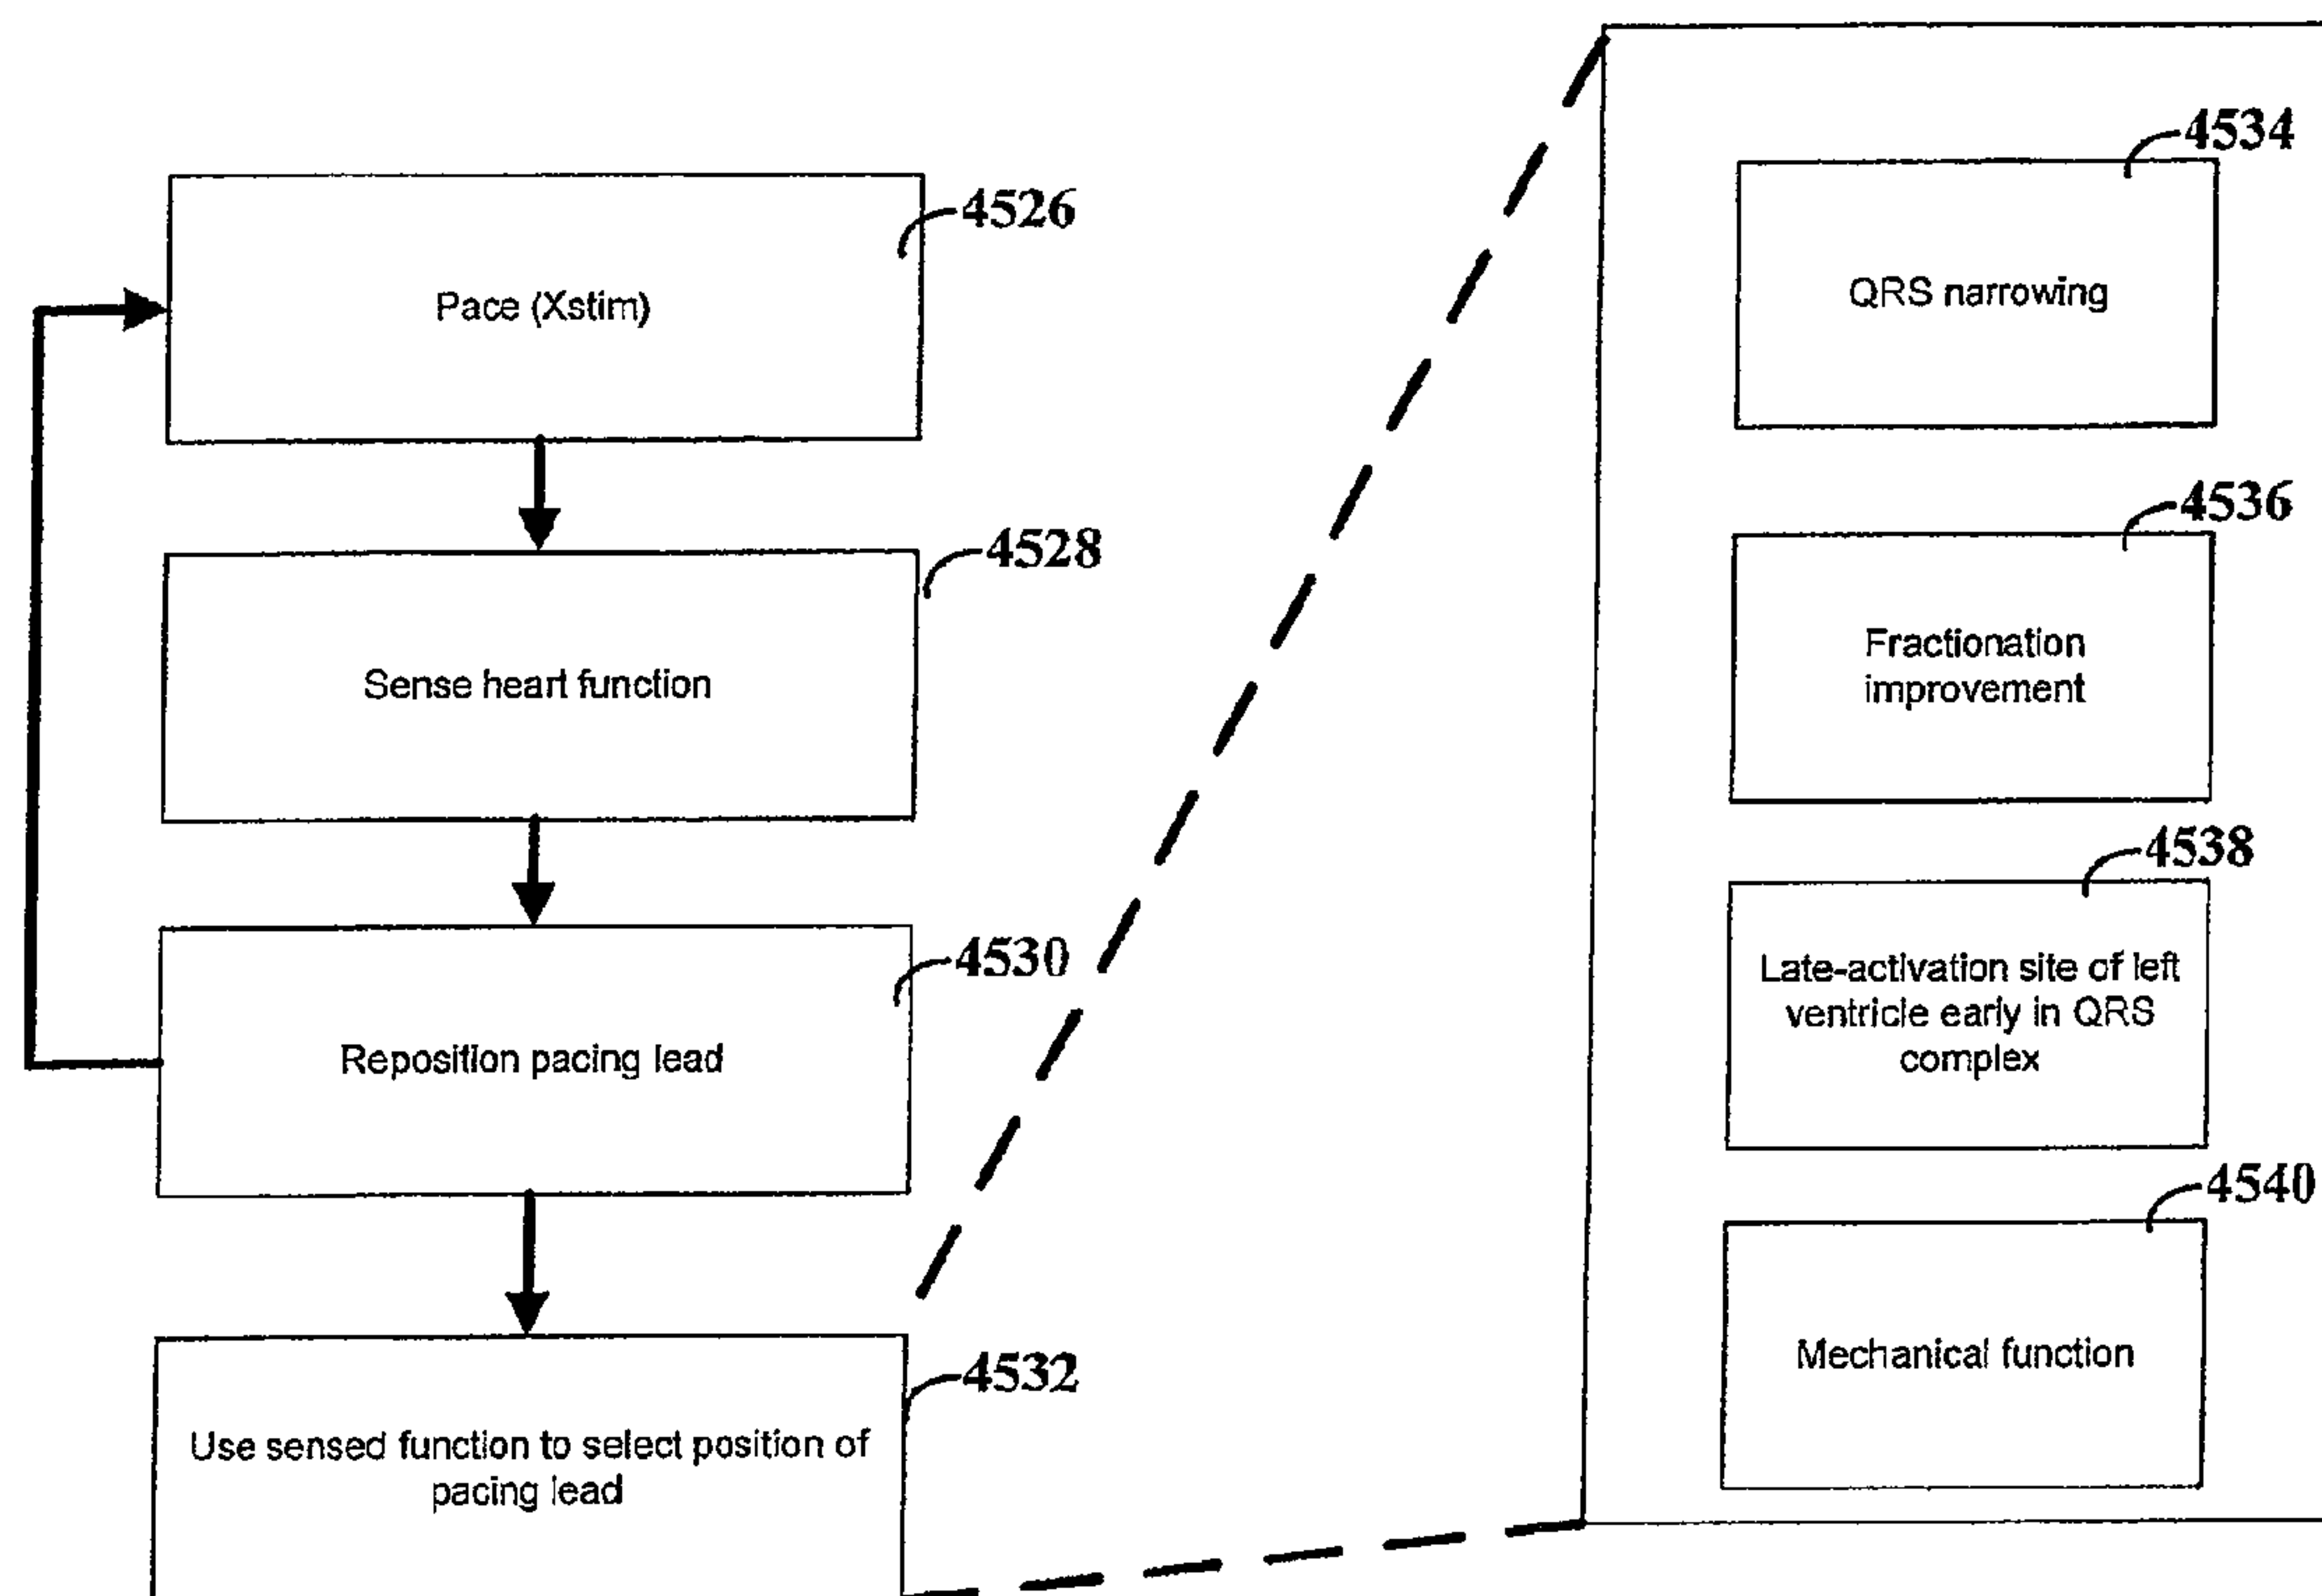 4526
Pace (Xstim)
4528
Sense heart function
4530
Reposition pacing lead
4532
Use sensed function to select position of
pacing lead
4534
QRS narrowing
4536
Fractionation
improvement
4538
Late-activation site of left
ventricle early in QRS
complex
4540
Mechanical function